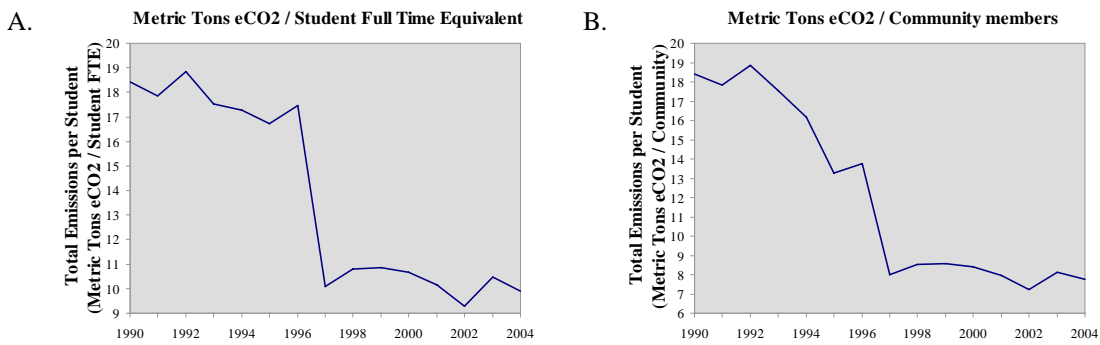 A.
Metric Tons eCO2 / Student Full Time Equivalent
Total Emissions per Student
(Metric Tons eCO2 / Student FTE)
20
19
18
17
16
15
14
13
12
11
10
9
1990 1992 1994 1996 1998 2000 2002 2004
B.
Metric Tons eCO2 / Community members
Total Emissions per Student
(Metric Tons eCO2 / Community)
20
19
18
17
16
15
14
13
12
11
10
9
8
7
6
1990 1992 1994 1996 1998 2000 2002 2004